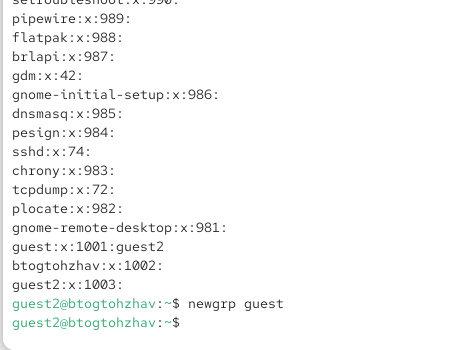 setroubleshoot:x:990:
pipewire:x:989:
flatpak:x:988:
brlapi:x:987:
gdm:x:42:
gnome-initial-setup:x:986:
dnsmasq:x:985:
pesign:x:984:
sshd:x:74:
chrony:x:983:
tcpdump:x:72:
plocate:x:982:
gnome-remote-desktop:x:981:
guest:x:1001:guest2
btogtohzhav:x:1002:
guest2:x:1003:
guest2@btogtohzhav:~$ newgrp guest
guest2@btogtohzhav:~$